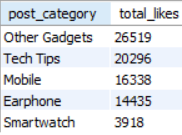 post_category total_likes
Other Gadgets 26519
Tech Tips 20296
Mobile 16338
Earphone 14435
Smartwatch 3918